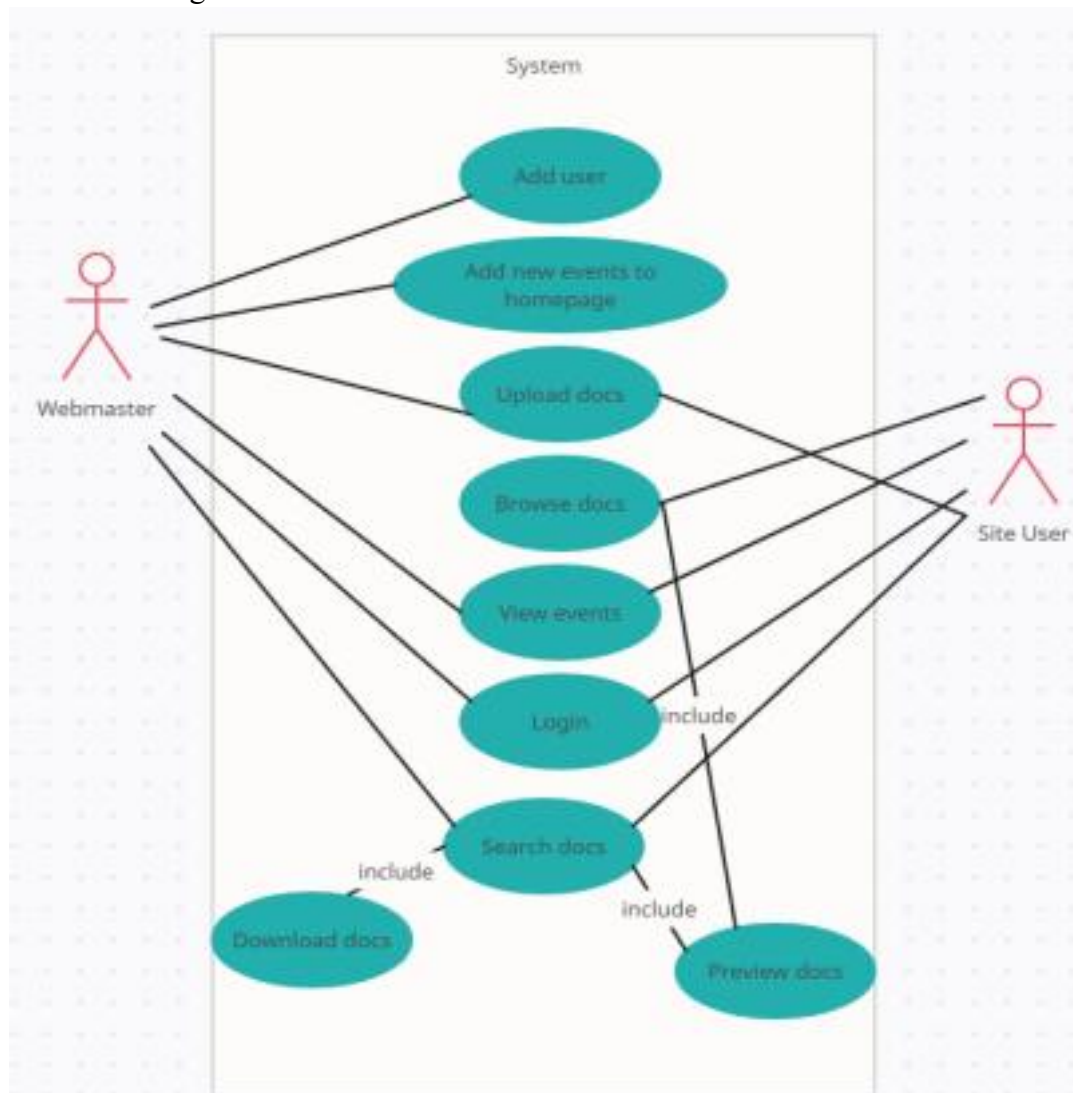 System
Add user
Add new events to
homepage
Upload docs
Webmaster
Browse docs
Site User
View events
include
Login
Search docs
include
include
Download docs
Preview docs